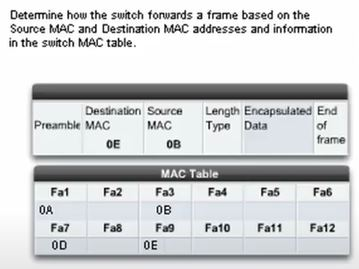 Determine how the switch forwards a frame based on the
Source MAC and Destination MAC addresses and information
in the switch MAC table.
Preamble Destination MAC 0E Source MAC 0B Length Type Encapsulated Data End of frame
MAC Table
Fa1 Fa2 Fa3 Fa4 Fa5 Fa6
0A 0B
Fa7 Fa8 Fa9 Fa10 Fa11 Fa12
0D 0E